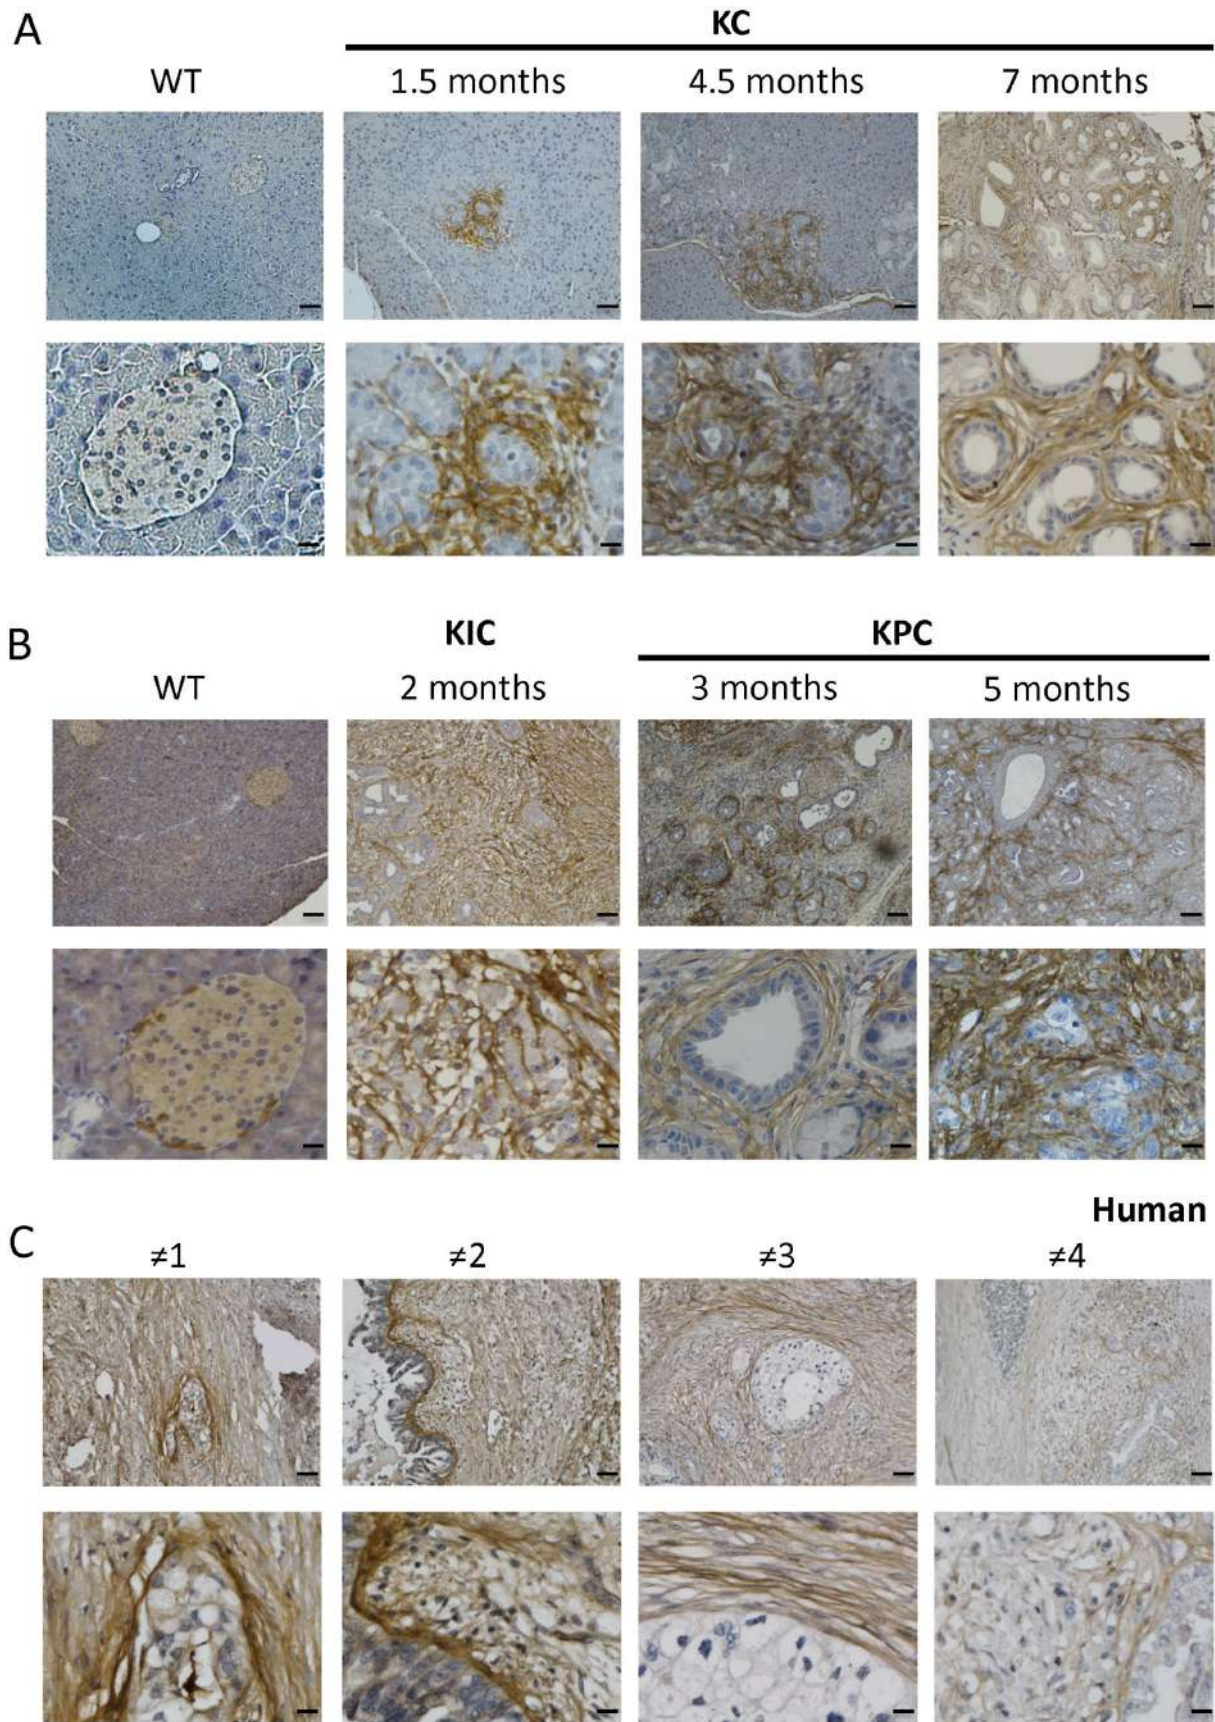 A
KC
WT 1.5 months 4.5 months 7 months
B
KIC KPC
WT 2 months 3 months 5 months
Human
C
≠1 ≠2 ≠3 ≠4